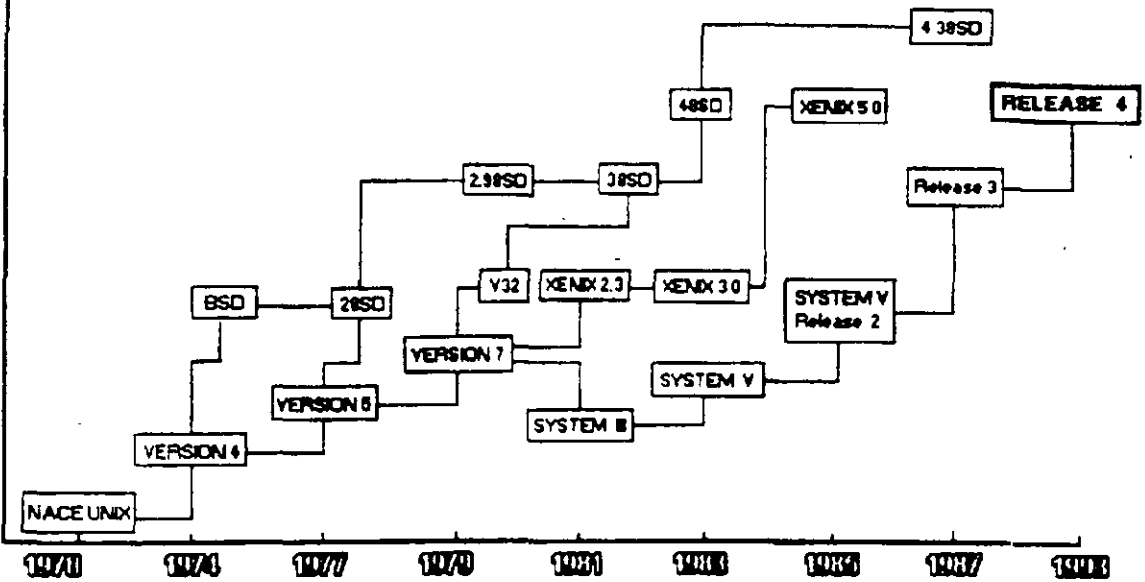 4.3BSD
4BSD
XENIX 5.0
RELEASE 4
2.9BSD
3BSD
Release 3
BSD
2BSD
V32
XENIX 2.3
XENIX 3.0
SYSTEM V
Release 2
VERSION 7
SYSTEM V
VERSION 6
SYSTEM III
VERSION 4
NACE UNIX
1970
1974
1977
1979
1981
1983
1985
1987